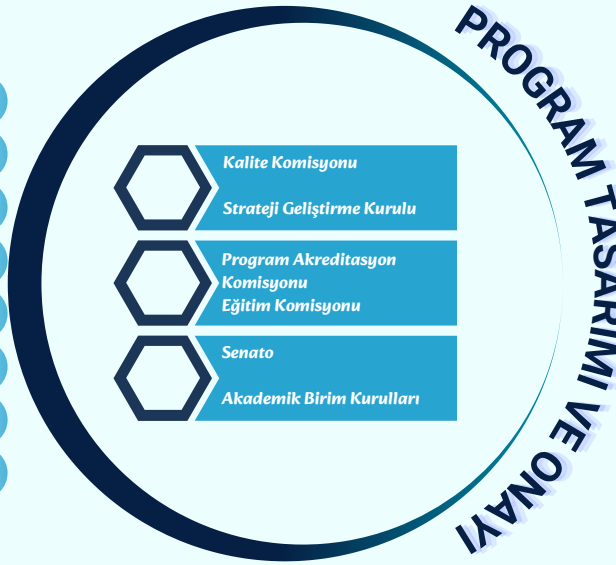 PROGRAM TASARIMI VE ONAYI
Kalite Komisyonu
Strateji Geliştirme Kurulu
Program Akreditasyon
Komisyonu
Eğitim Komisyonu
Senato
Akademik Birim Kurulları